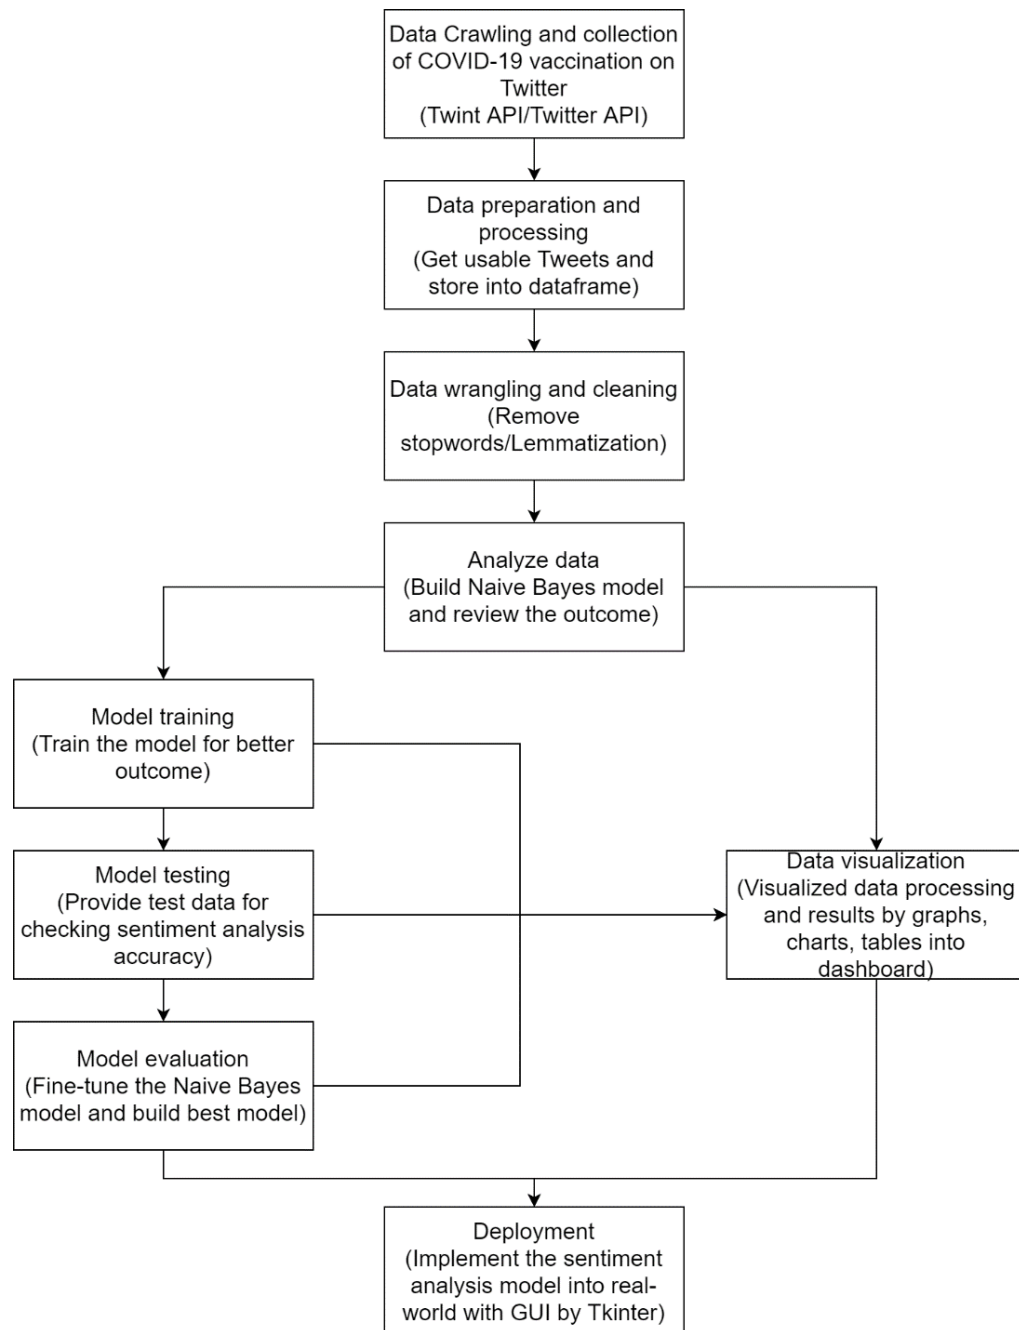 Data Crawling and collection
of COVID-19 vaccination on
Twitter
(Twint API/Twitter API)
Data preparation and
processing
(Get usable Tweets and
store into dataframe)
Data wrangling and cleaning
(Remove
stopwords/Lemmatization)
Analyze data
(Build Naive Bayes model
and review the outcome)
Model training
(Train the model for better
outcome)
Model testing
(Provide test data for
checking sentiment analysis
accuracy)
Data visualization
(Visualized data processing
and results by graphs,
charts, tables into
dashboard)
Model evaluation
(Fine-tune the Naive Bayes
model and build best model)
Deployment
(Implement the sentiment
analysis model into real-
world with GUI by Tkinter)